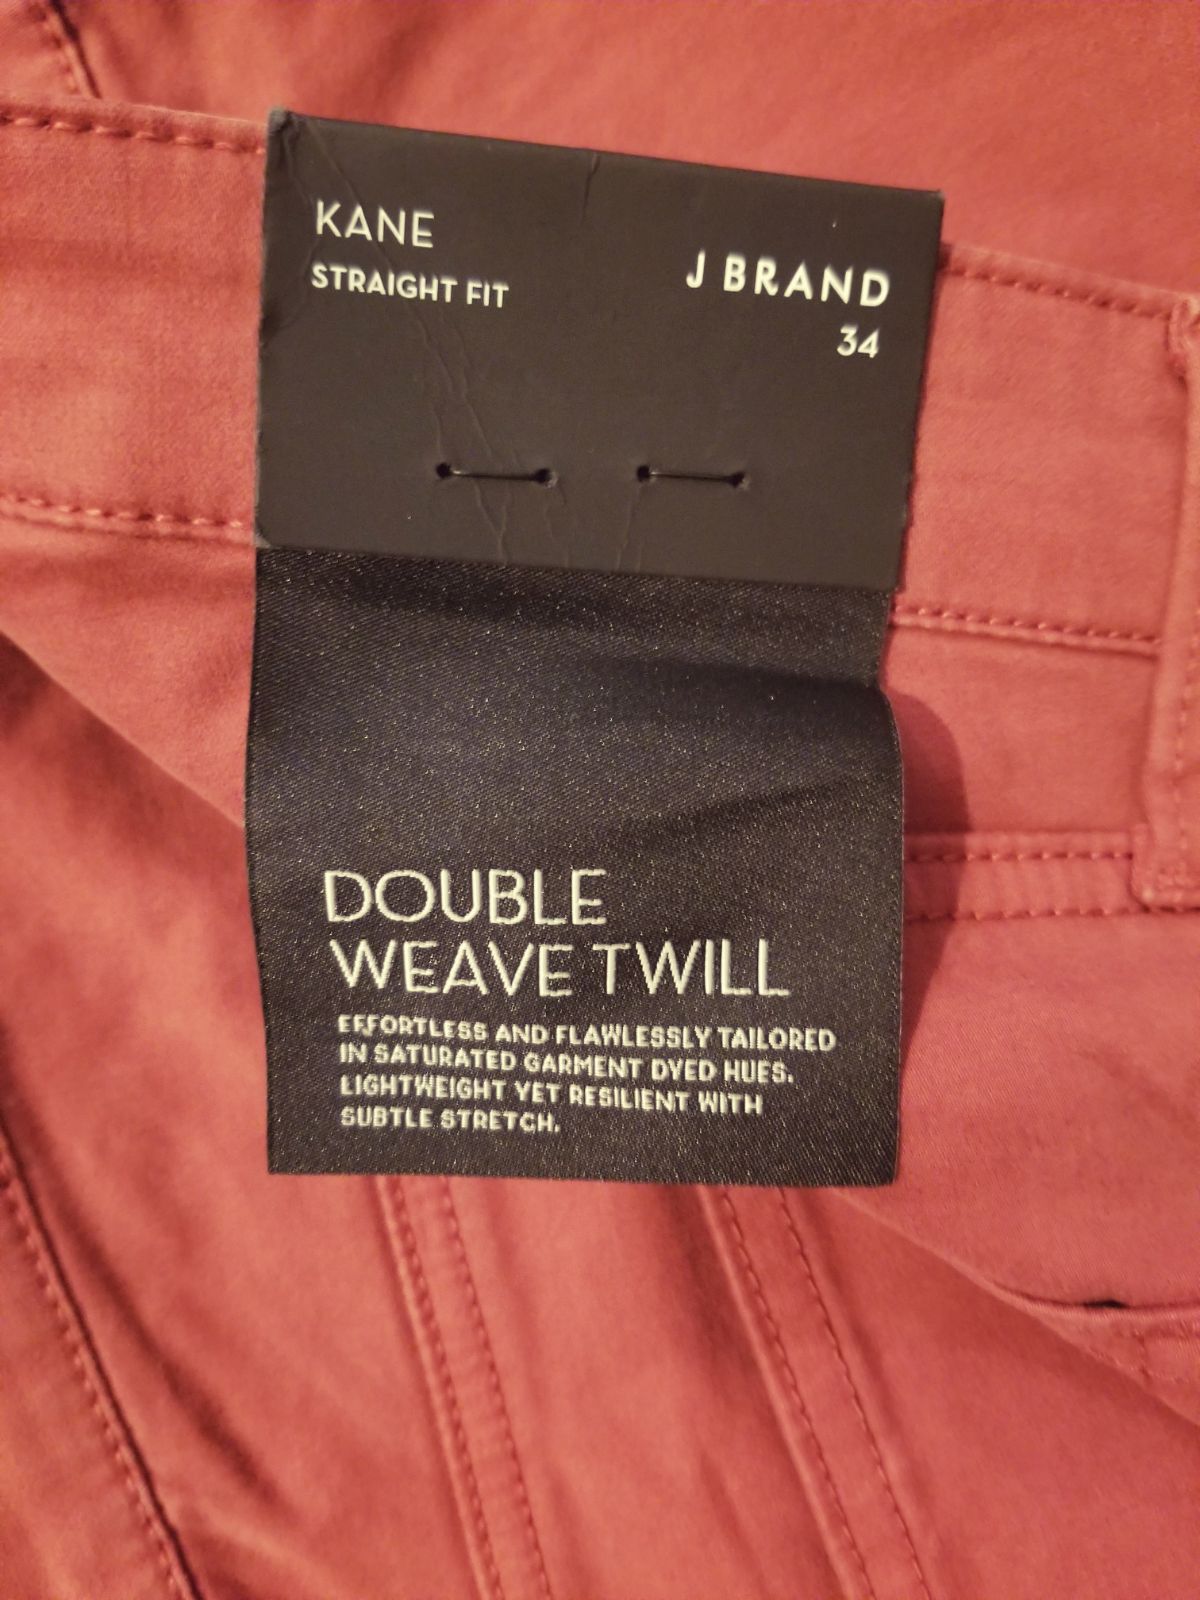 KANE
STRAIGHT FIT
J BRAND
34
DOUBLE
WEAVE TWILL
EFFORTLESS AND FLAWLESSLY TAILORED
IN SATURATED GARMENT DYED HUES.
LIGHTWEIGHT YET RESILIENT WITH
SUBTLE STRETCH.